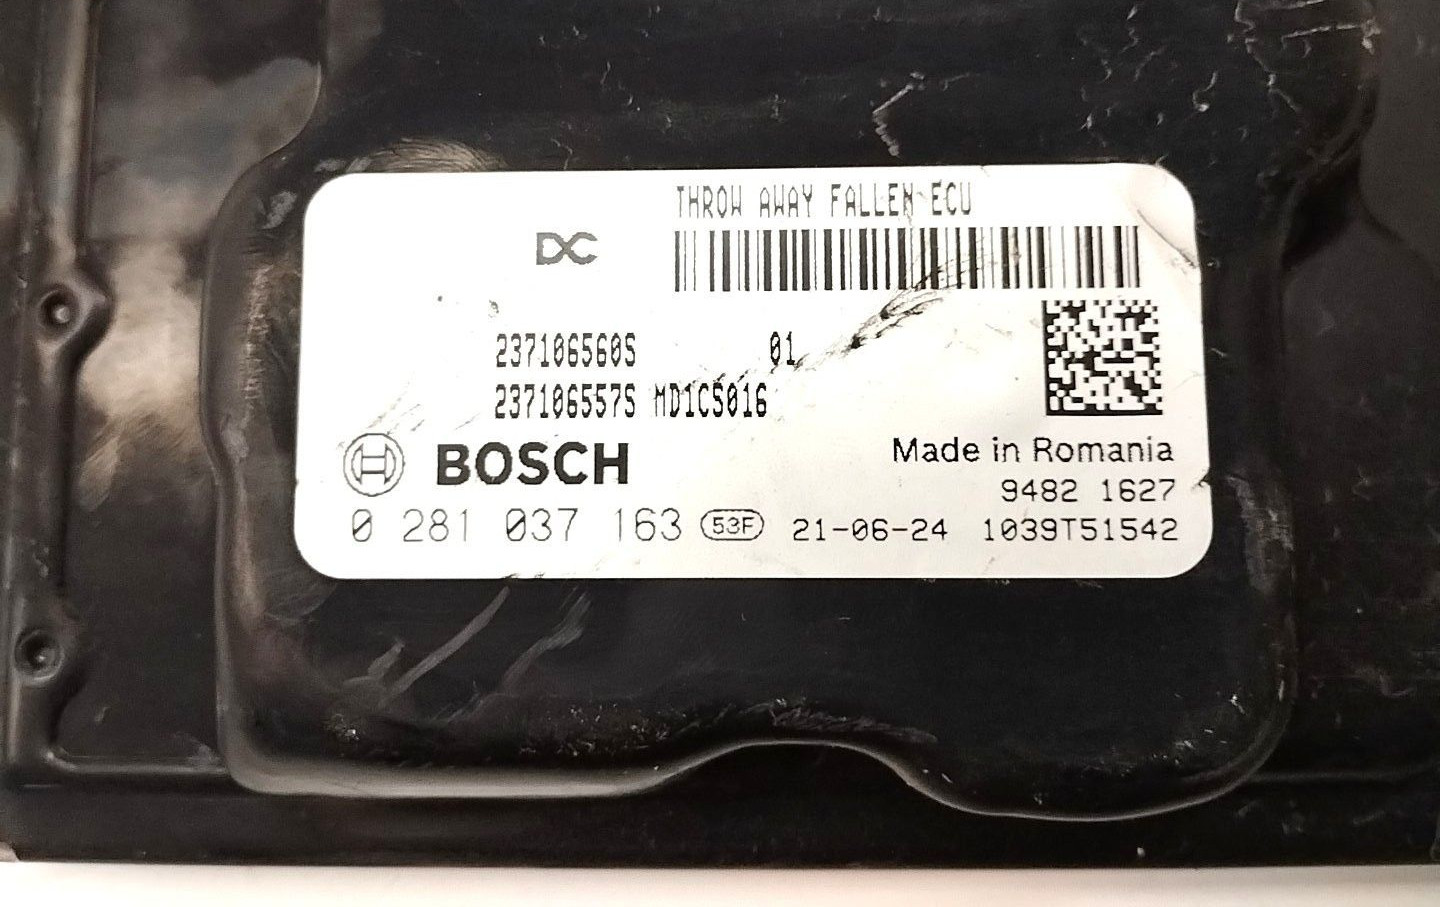 THROW AWAY FALLEN ECU
DC
237106560S 01
237106557S MD1CS016
BOSCH
Made in Romania
9482 1627
0 281 037 163 53F 21-06-24 1039T51542